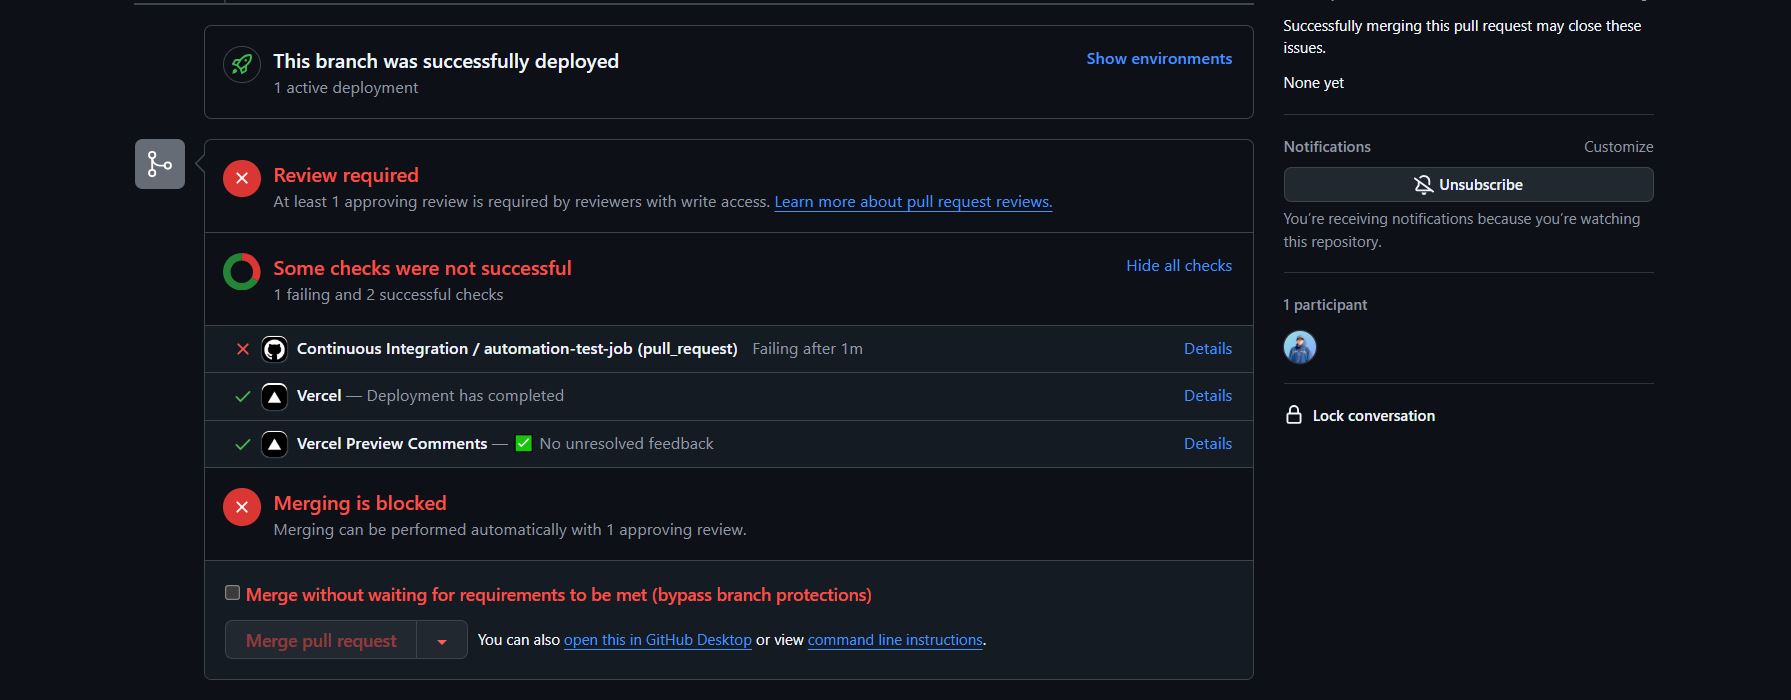 This branch was successfully deployed
Show environments
1 active deployment
Review required
At least 1 approving review is required by reviewers with write access. Learn more about pull request reviews.
Some checks were not successful
Hide all checks
1 failing and 2 successful checks
Continuous Integration / automation-test-job (pull_request) Failing after 1m
Details
Vercel — Deployment has completed
Details
Vercel Preview Comments — ✅ No unresolved feedback
Details
Merging is blocked
Merging can be performed automatically with 1 approving review.
Merge without waiting for requirements to be met (bypass branch protections)
Merge pull request
You can also open this in GitHub Desktop or view command line instructions.
Successfully merging this pull request may close these
issues.
None yet
Notifications
Customize
Unsubscribe
You’re receiving notifications because you’re watching
this repository.
1 participant
Lock conversation